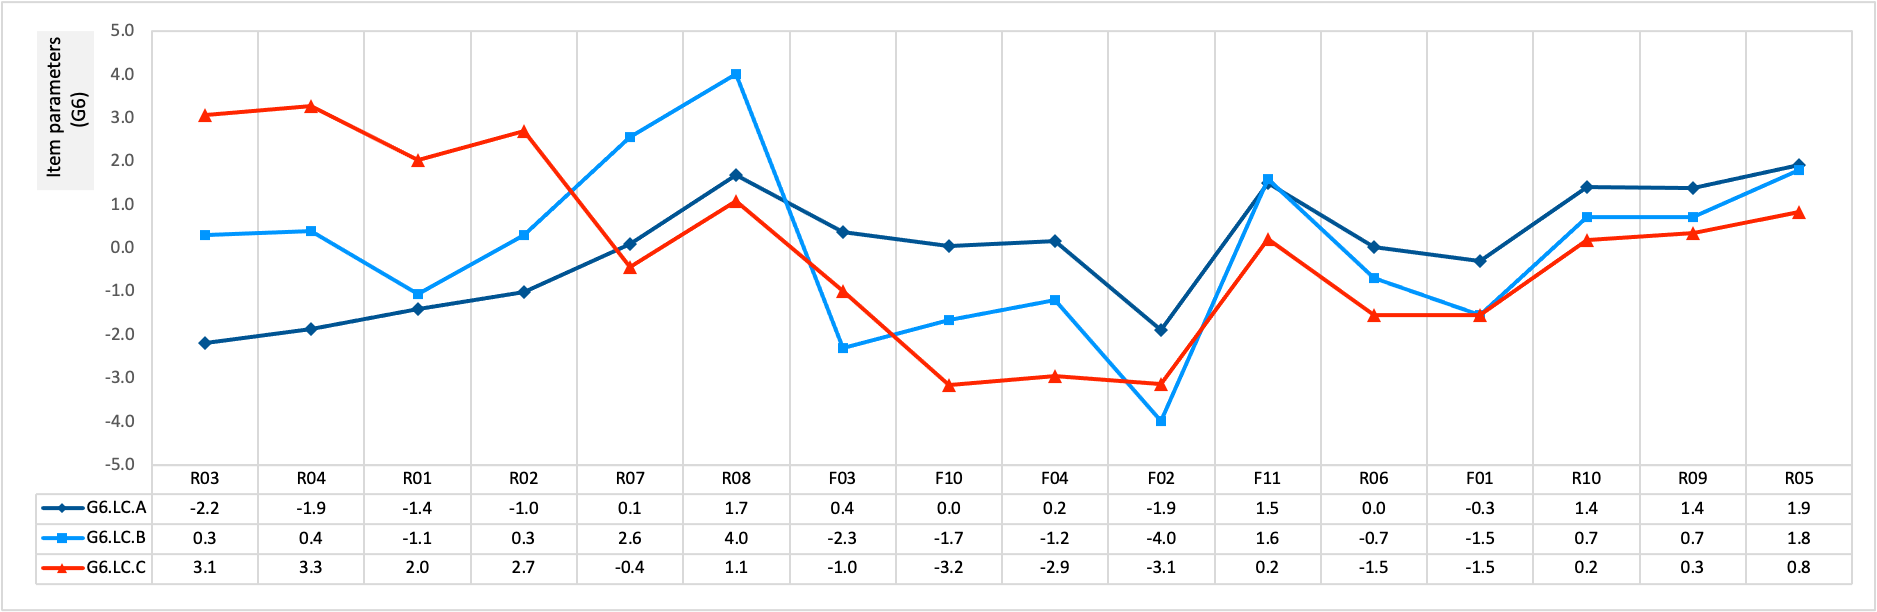 Item parameters
(G6)
5.0
4.0
3.0
2.0
1.0
0.0
-1.0
-2.0
-3.0
-4.0
-5.0
R03 R04 R01 R02 R07 R08 F03 F10 F04 F02 F11 R06 F01 R10 R09 R05
G6.LC.A -2.2 -1.9 -1.4 -1.0 0.1 1.7 0.4 0.0 0.2 -1.9 1.5 0.0 -0.3 1.4 1.4 1.9
G6.LC.B 0.3 0.4 -1.1 0.3 2.6 4.0 -2.3 -1.7 -1.2 -4.0 1.6 -0.7 -1.5 0.7 0.7 1.8
G6.LC.C 3.1 3.3 2.0 2.7 -0.4 1.1 -1.0 -3.2 -2.9 -3.1 0.2 -1.5 -1.5 0.2 0.3 0.8